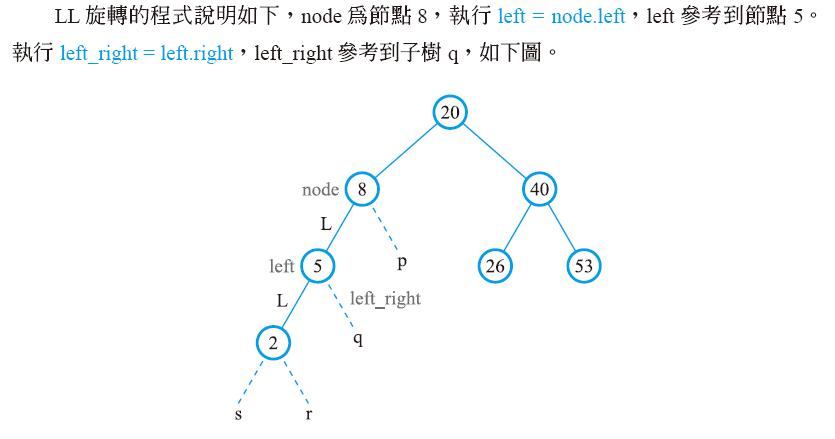 LL 旋轉的程式說明如下，node 為節點 8，執行 left = node.left，left 參考到節點 5。
執行 left_right = left.right，left_right 參考到子樹 q，如下圖。
20
node 8 40
L
left 5 p 26 53
L left_right
2 q
s r